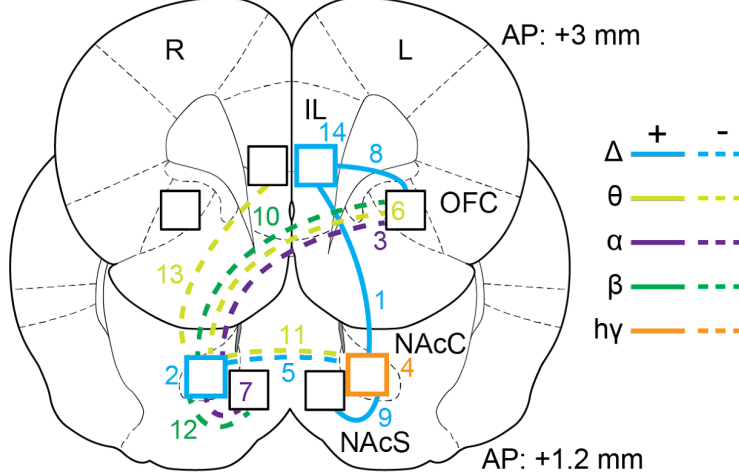 R
L
AP: +3 mm
IL
14
8
+
-
Δ
θ
α
β
hγ
OFC
6
10
3
13
1
11
NAcC
2
5
4
7
9
12
NAcS
AP: +1.2 mm